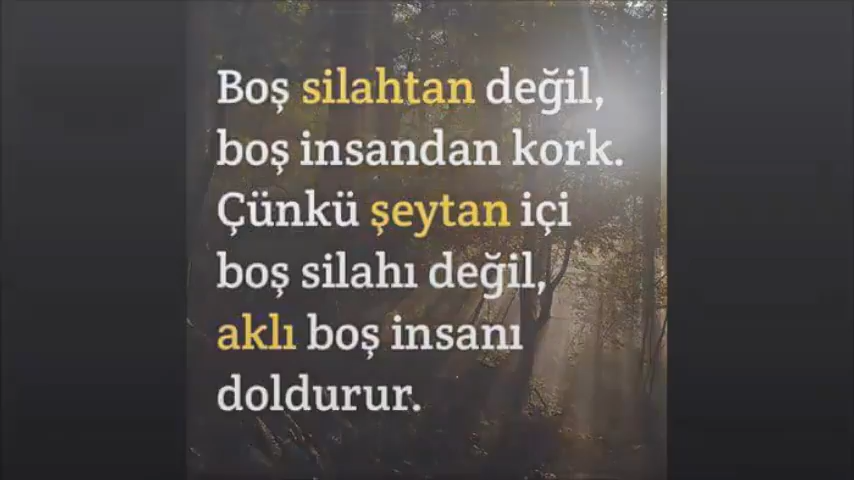 Boş silahtan değil,
boş insandan kork.
Çünkü şeytan içi
boş silahı değil,
aklı boş insanı
doldurur.